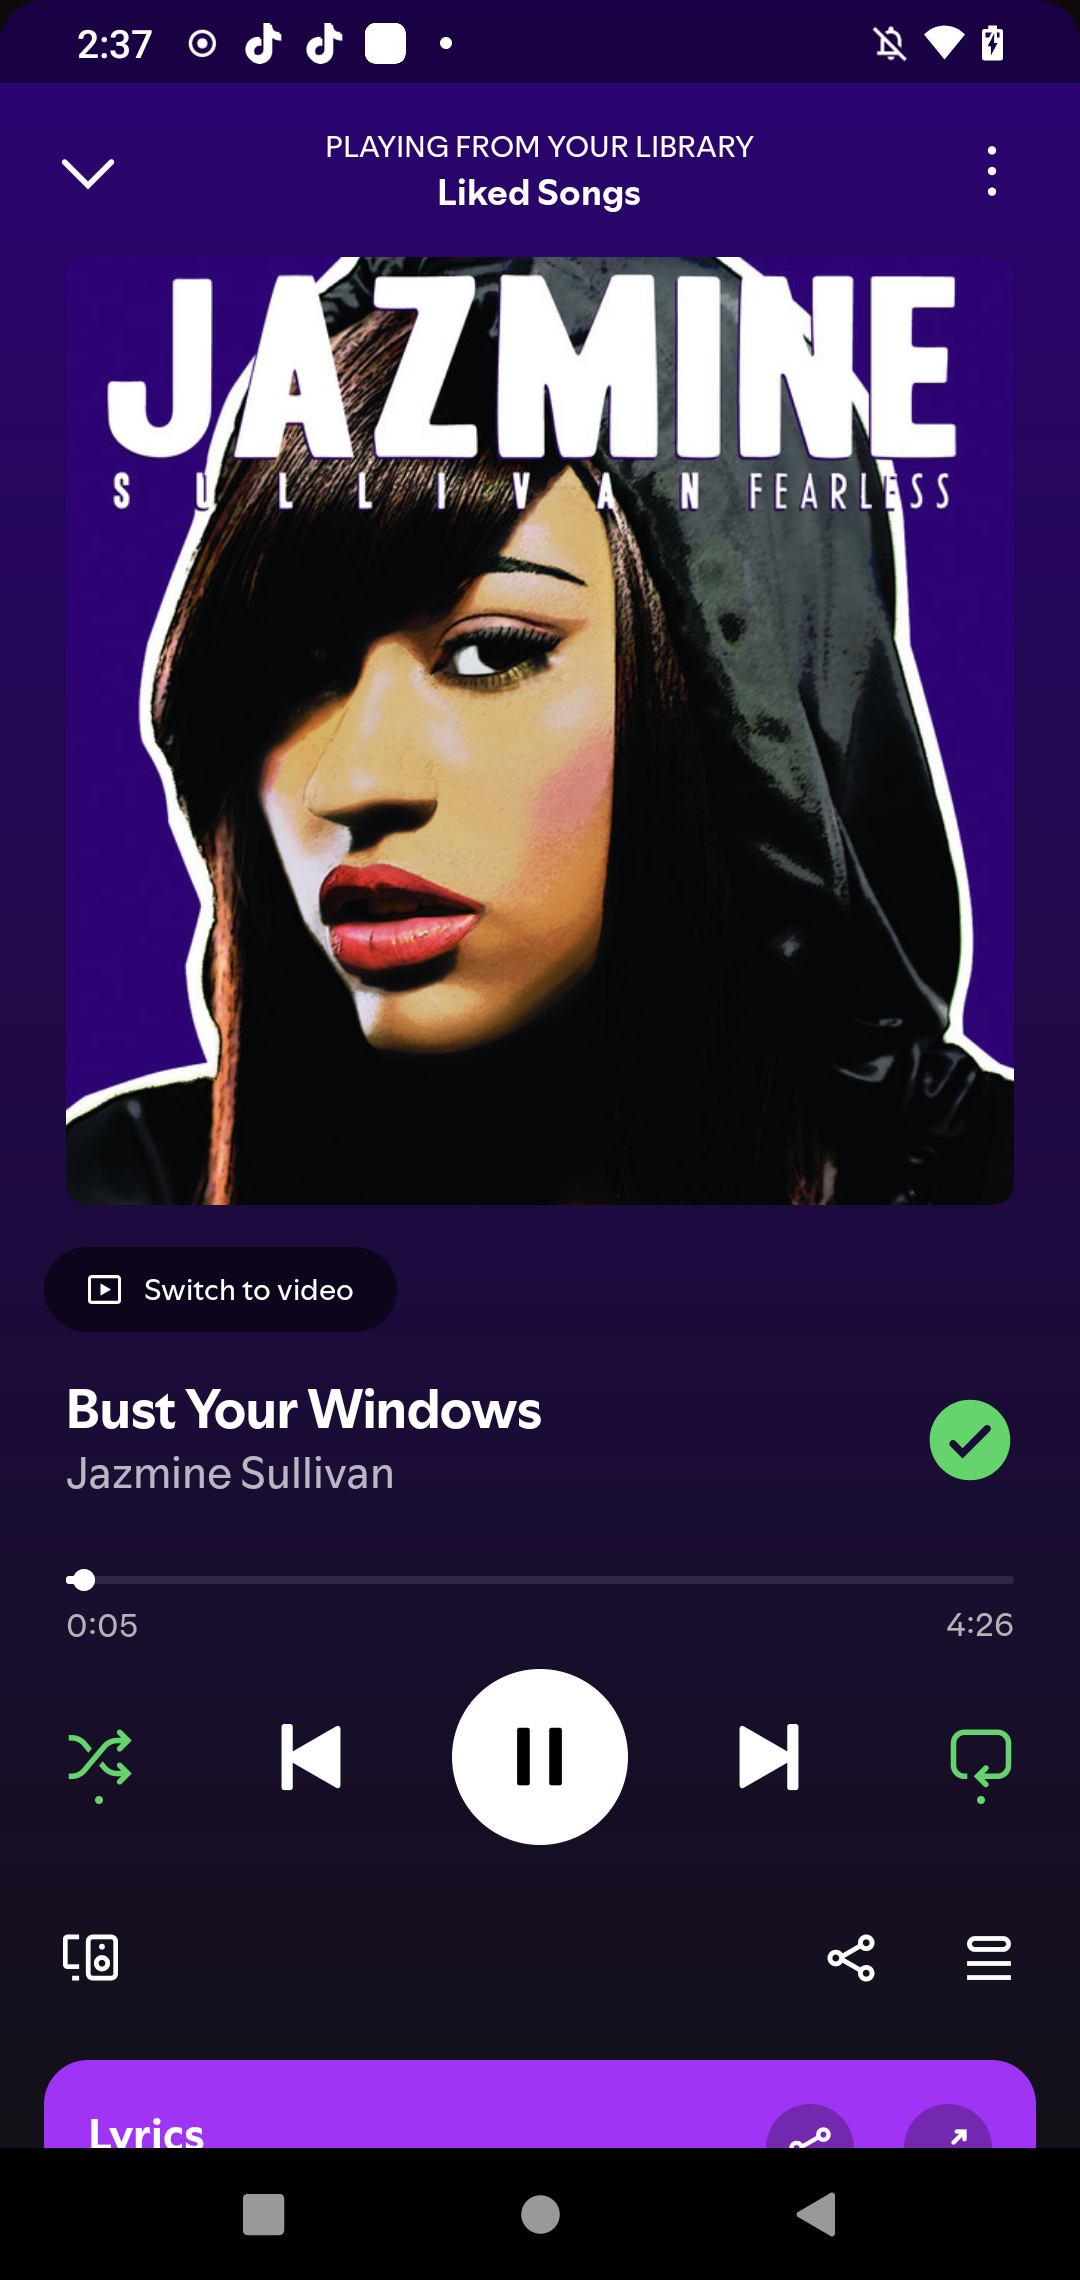 2:37
PLAYING FROM YOUR LIBRARY
Liked Songs
JAZMINE
SULLIVAN FEARLESS
Switch to video
Bust Your Windows
Jazmine Sullivan
0:05
4:26
Lyrics